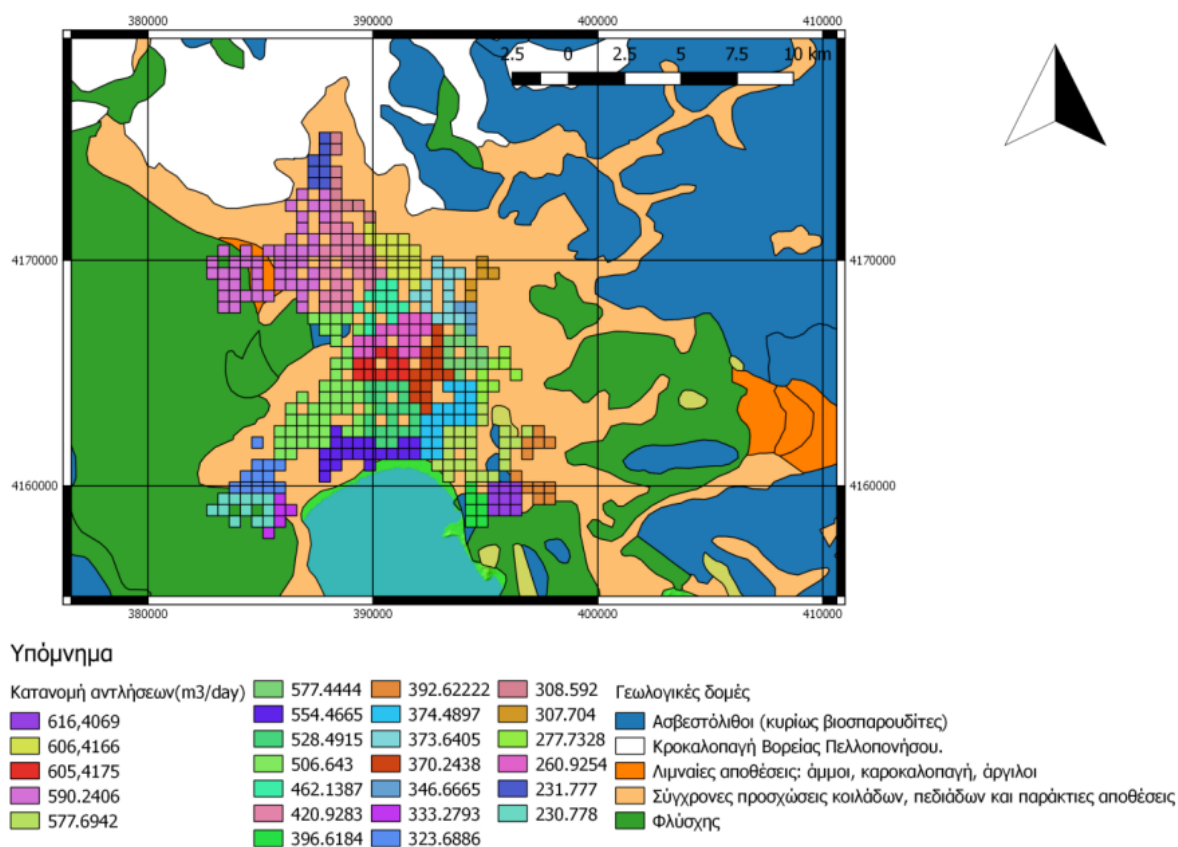 380000 390000 400000 410000
2.5 0 2.5 5 7.5 10 km
4170000 4170000
4160000 4160000
380000 390000 400000 410000
Υπόμνημα
Κατανομή αντλήσεων(m3/day)
616,4069
606,4166
605,4175
590.2406
577.6942
577.4444
554.4665
528.4915
506.643
462.1387
420.9283
396.6184
392.62222
374.4897
373.6405
370.2438
346.6665
333.2793
323.6886
308.592
307.704
277.7328
260.9254
231.777
230.778
Γεωλογικές δομές
Ασβεστόλιθοι (κυρίως βιοσπαρουδίτες)
Κροκαλοπαγή Βορείας Πελλοπονήσου.
Λιμναίες αποθέσεις: άμμοι, καροκαλοπαγή, άργιλοι
Σύγχρονες προσχώσεις κοιλάδων, πεδιάδων και παράκτιες αποθέσεις
Φλύσχης